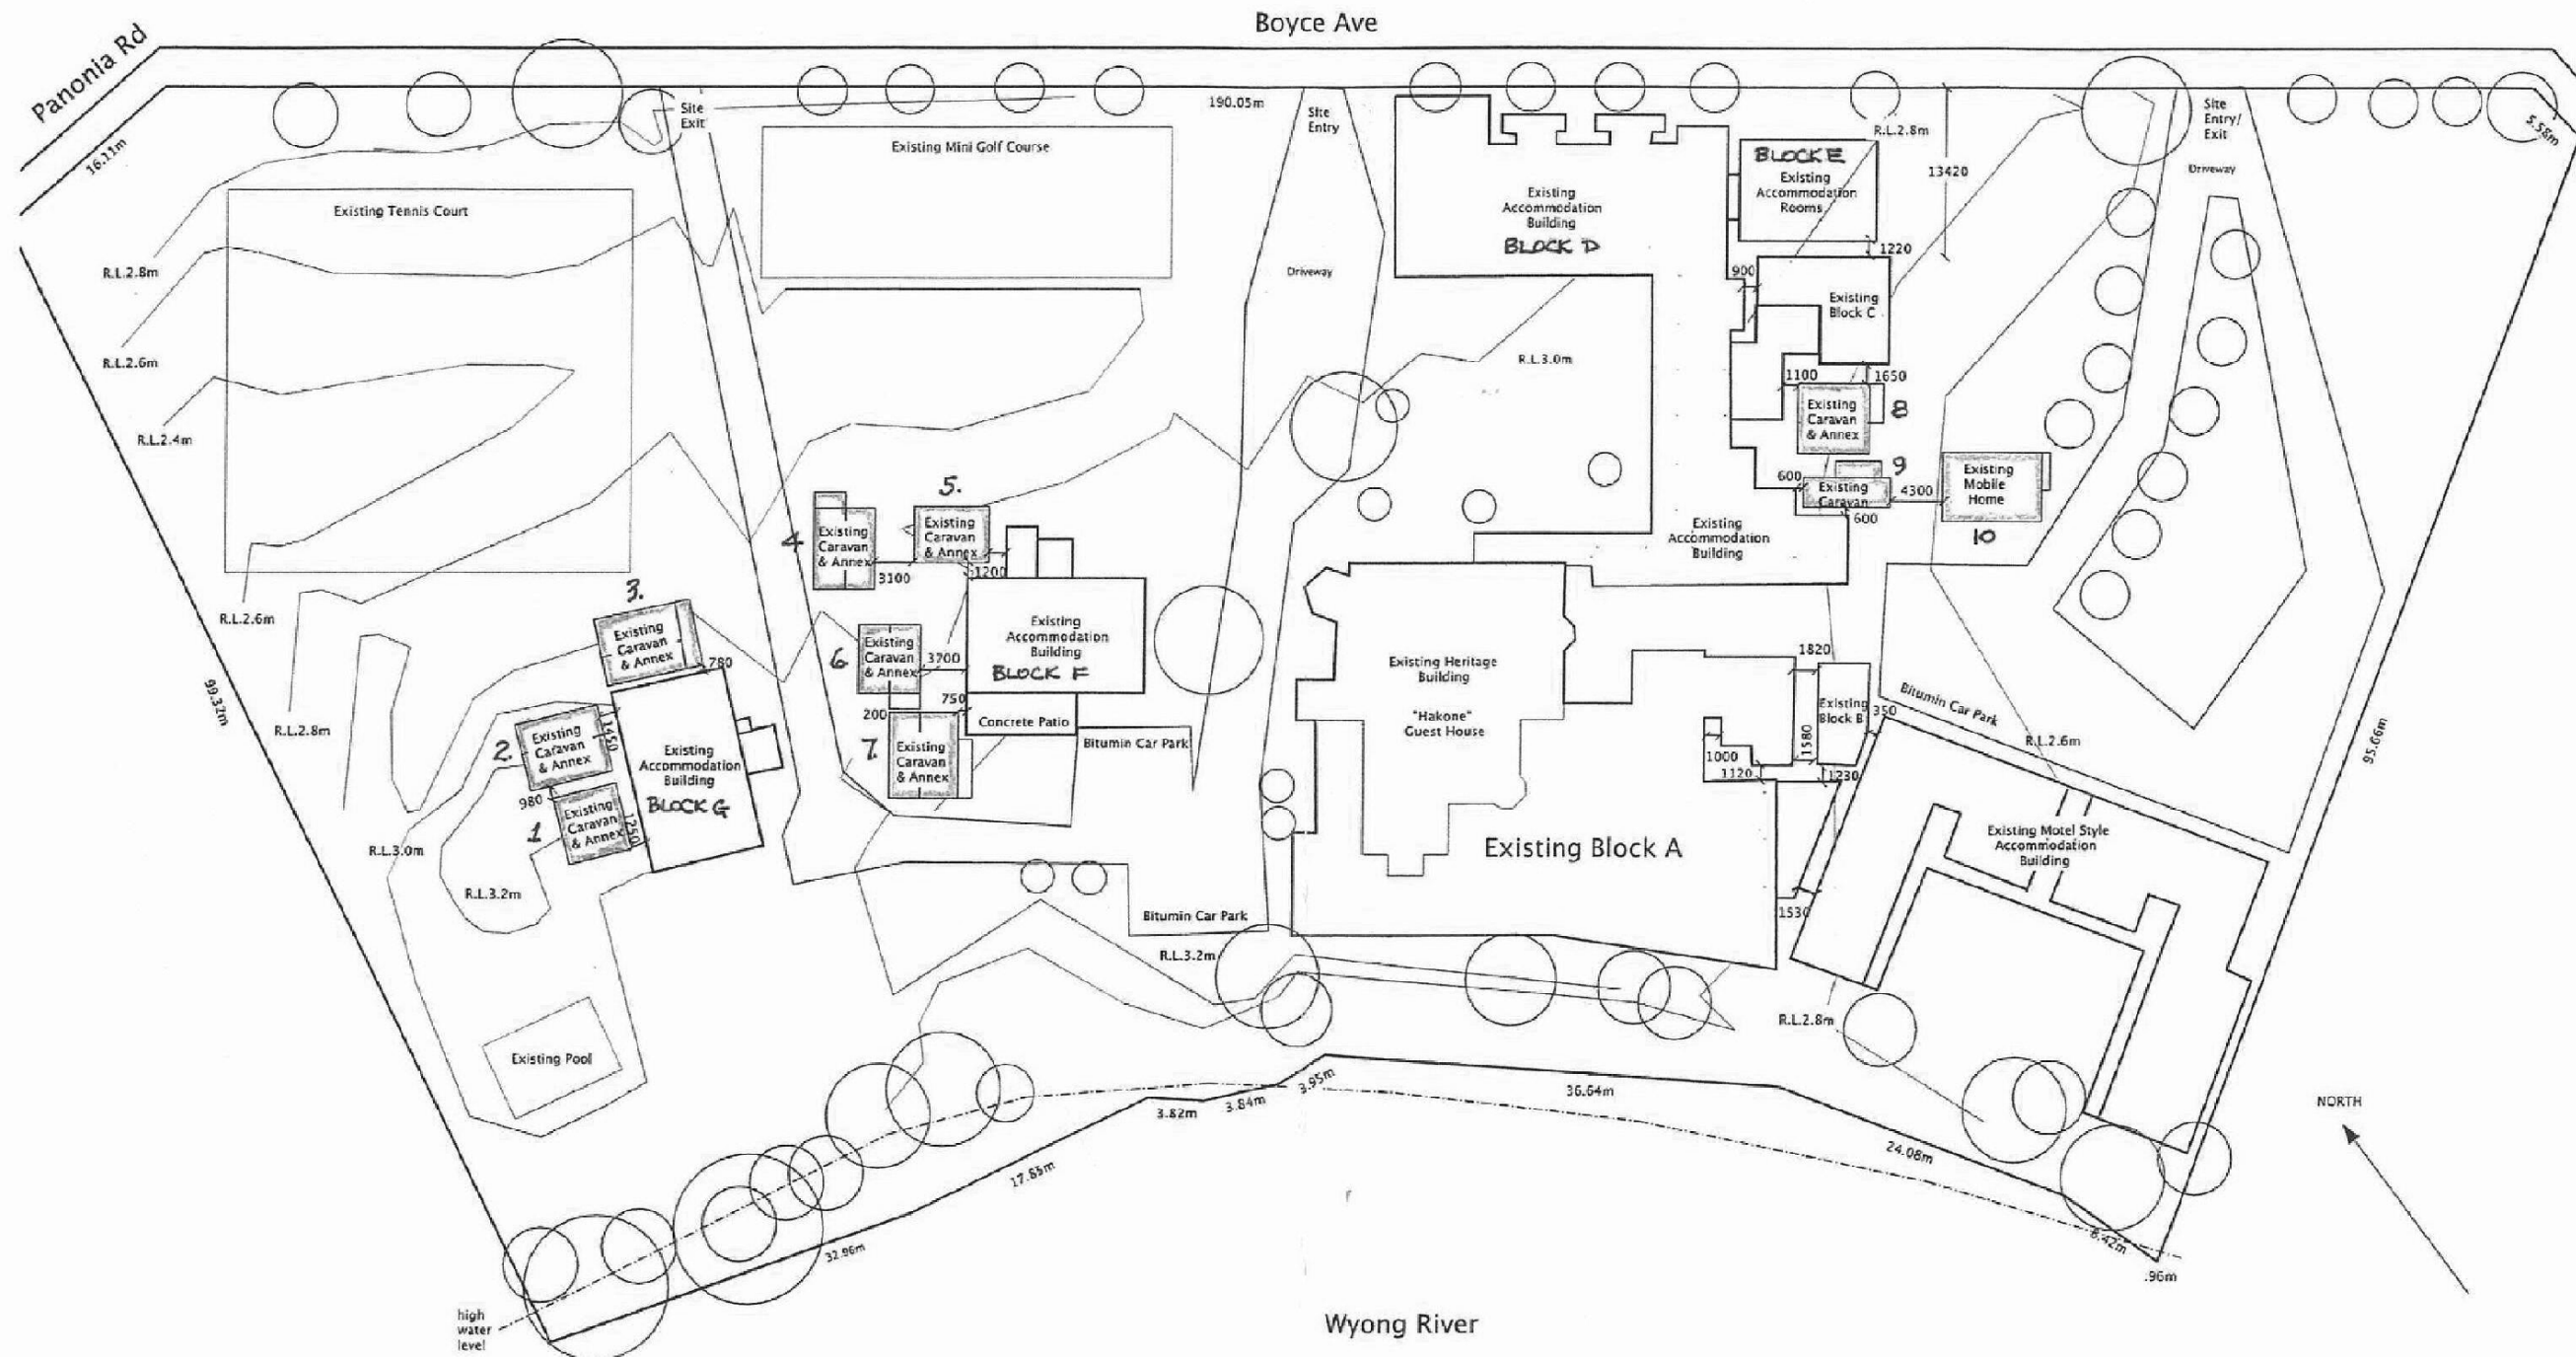 Boyce Ave
Panonia Rd
16.11m
Site
Exit
190.05m
Site
Entry
Site
Entry/
Exit
5.58m
Driveway
Existing Mini Golf Course
Existing Tennis Court
R.L.2.8m
BLOCK E
Existing
Accommodation
Rooms
13420
Existing
Accommodation
Building
BLOCK D
1220
R.L.2.8m
Driveway
900
Existing
Block C
R.L.2.6m
R.L.3.0m
1100
1650
Existing
Caravan
& Annex
8
R.L.2.4m
600
9
Existing
Caravan
4300
600
Existing
Mobile
Home
10
5.
Existing
Caravan
& Annex
4
Existing
Caravan
& Annex
3100
1200
Existing
Accommodation
Building
R.L.2.6m
3.
Existing
Caravan
& Annex
780
6
Existing
Caravan
& Annex
3700
Existing
Accommodation
Building
BLOCK F
750
200
Concrete Patio
Bitumin Car Park
7.
Existing
Caravan
& Annex
Existing Heritage
Building
"Hakone"
Guest House
1820
Existing
Block B
350
1580
1000
1120
1230
Bitumin Car Park
R.L.2.6m
99.32m
R.L.2.8m
2.
Existing
Caravan
& Annex
1450
980
1
Existing
Caravan
& Annex
1250
Existing
Accommodation
Building
BLOCK G
95.66m
R.L.3.0m
R.L.3.2m
Existing Block A
Existing Motel Style
Accommodation
Building
1530
Bitumin Car Park
R.L.3.2m
R.L.2.8m
Existing Pool
3.82m
3.84m
3.95m
36.64m
NORTH
24.08m
17.85m
32.96m
8.42m
.96m
high
water
level
Wyong River